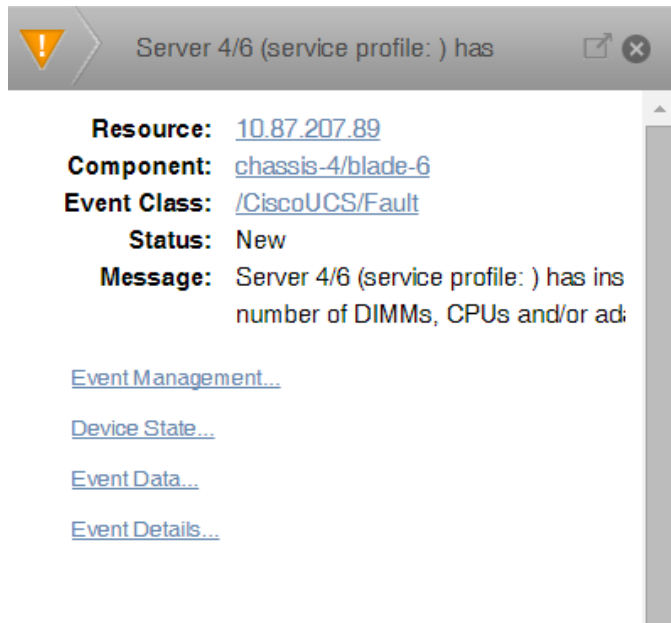 Server 4/6 (service profile: ) has
Resource: 10.87.207.89
Component: chassis-4/blade-6
Event Class: /CiscoUCS/Fault
Status: New
Message: Server 4/6 (service profile: ) has ins
number of DIMMs, CPUs and/or ada
Event Management...
Device State...
Event Data...
Event Details...